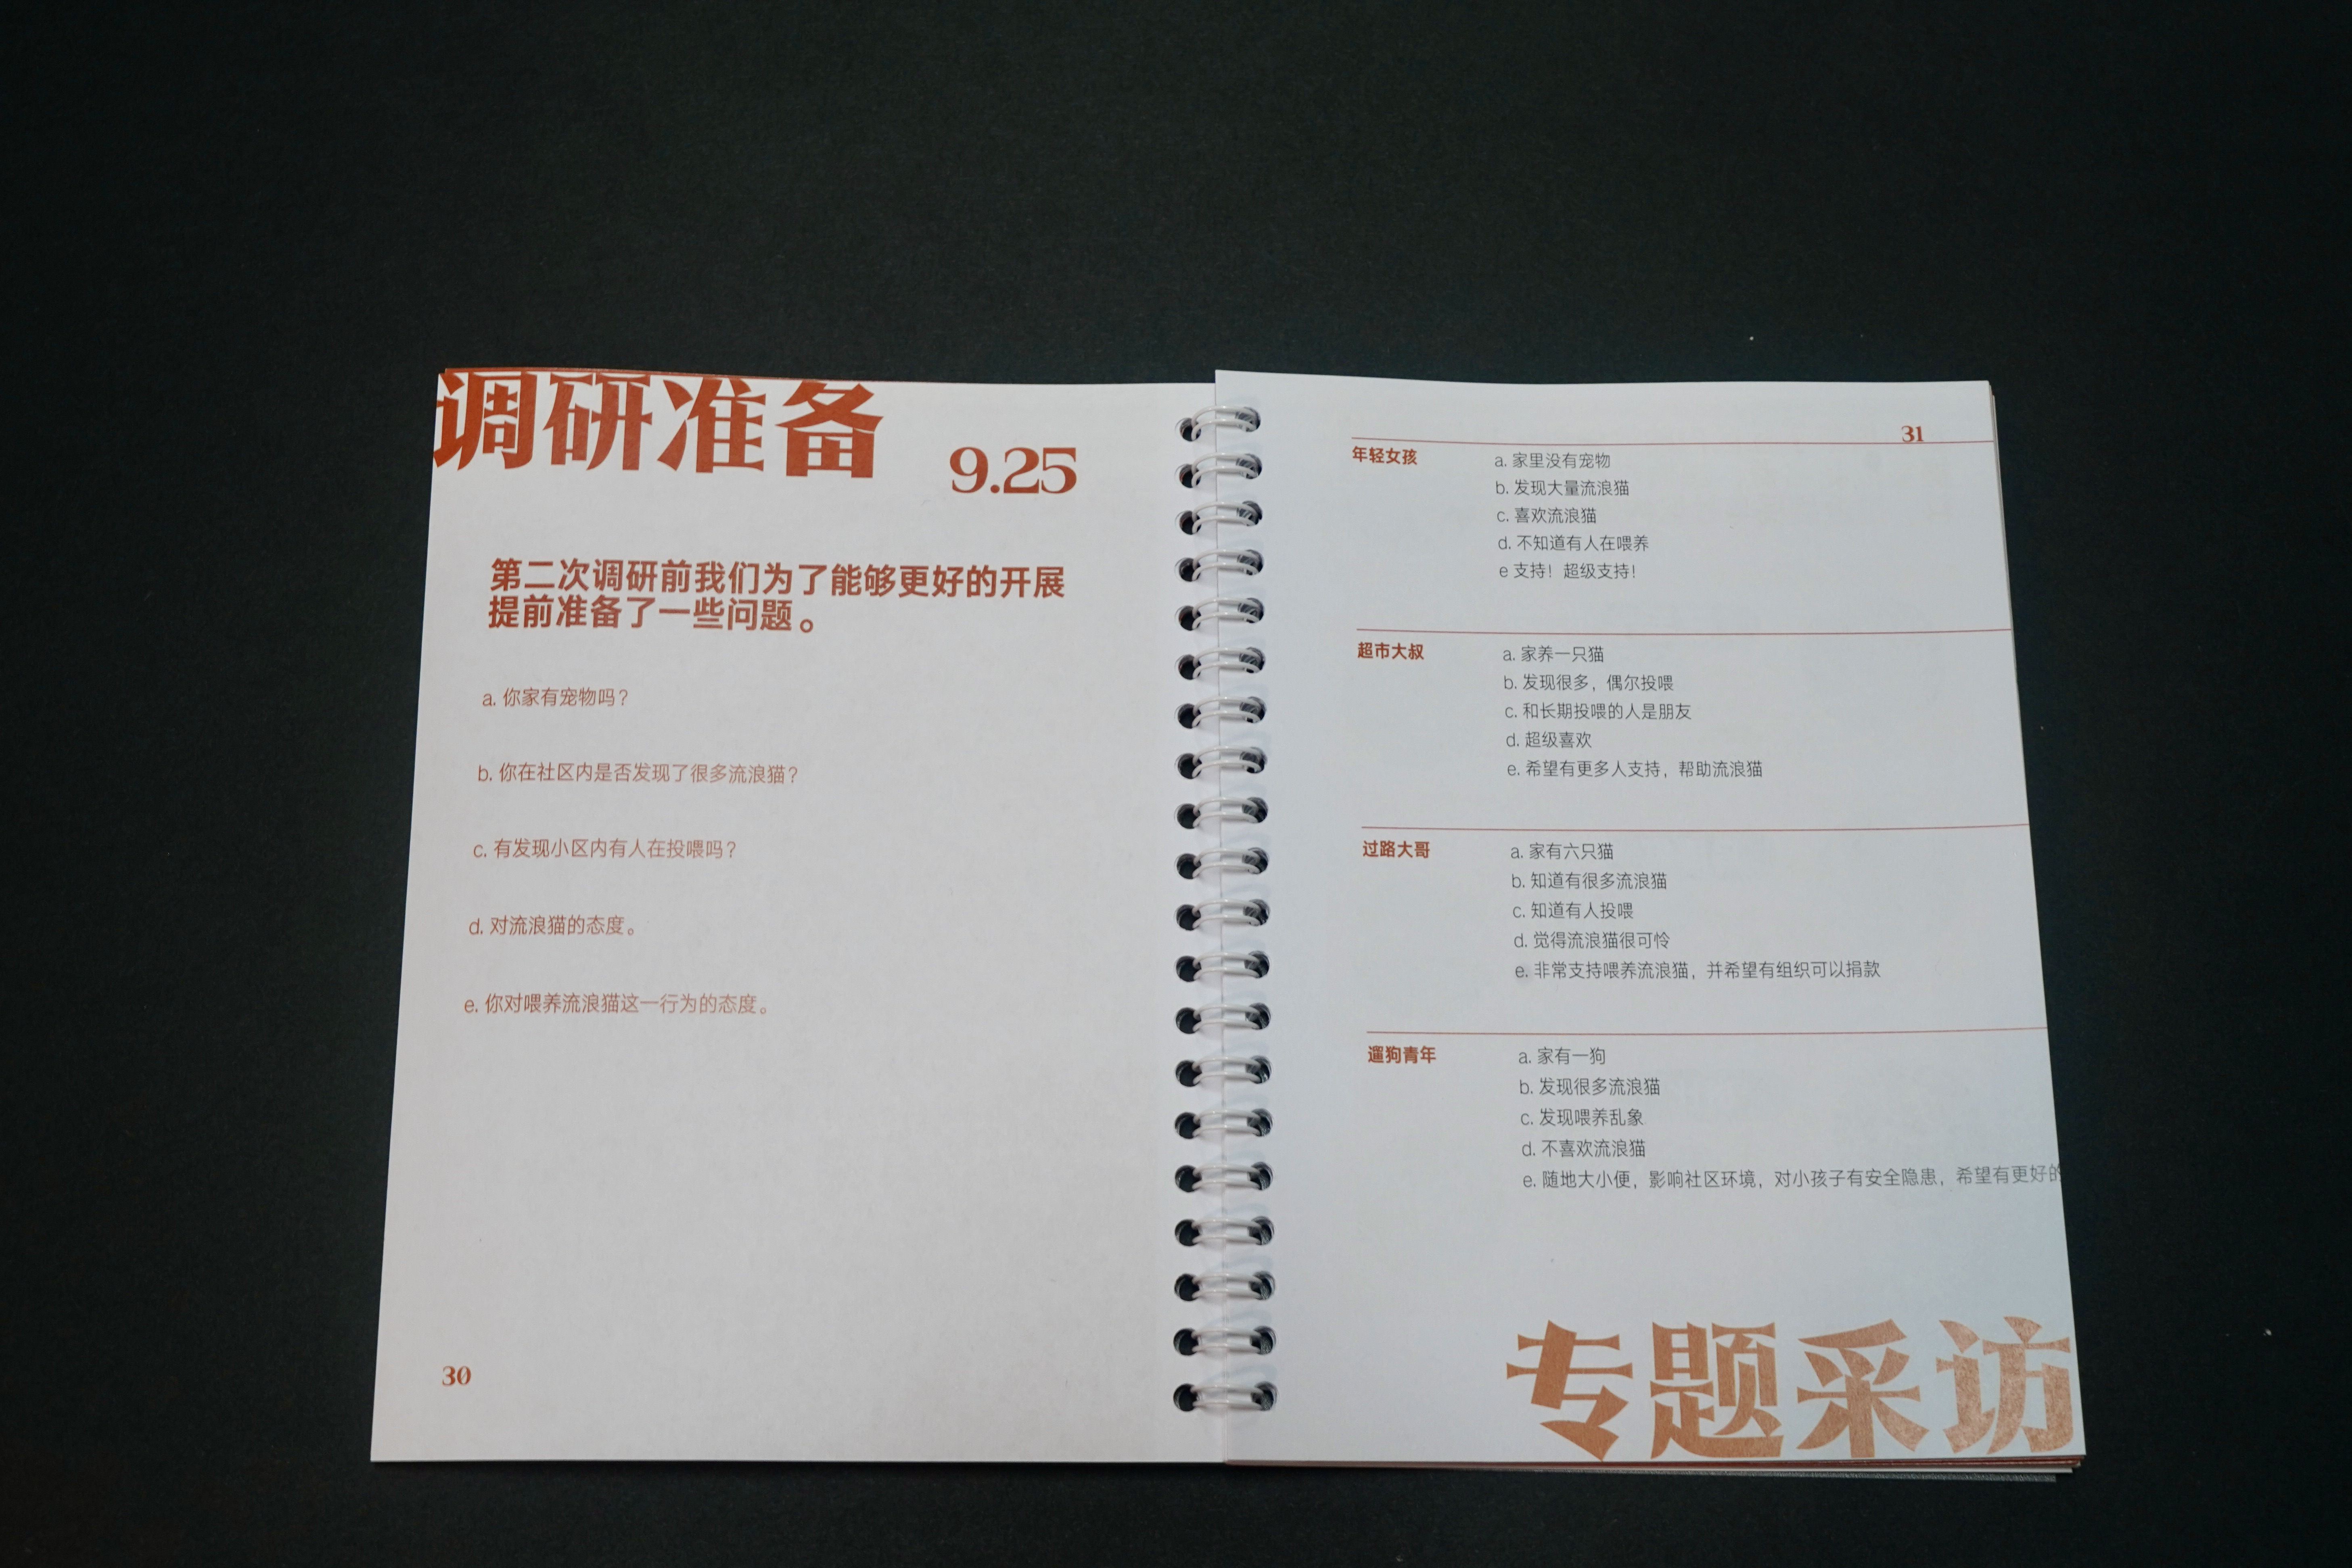 调研准备
9.25
第二次调研前我们为了能够更好的开展
提前准备了一些问题。
a. 你家有宠物吗？
b. 你在社区内是否发现了很多流浪猫？
c. 有发现小区内有人在投喂吗？
d. 对流浪猫的态度。
e. 你对喂养流浪猫这一行为的态度。
30
31
年轻女孩
a. 家里没有宠物
b. 发现大量流浪猫
c. 喜欢流浪猫
d. 不知道有人在喂养
e 支持！超级支持！
超市大叔
a. 家养一只猫
b. 发现很多，偶尔投喂
c. 和长期投喂的人是朋友
d. 超级喜欢
e. 希望有更多人支持，帮助流浪猫
过路大哥
a. 家有六只猫
b. 知道有很多流浪猫
c. 知道有人投喂
d. 觉得流浪猫很可怜
e. 非常支持喂养流浪猫，并希望有组织可以捐款
遛狗青年
a. 家有一狗
b. 发现很多流浪猫
c. 发现喂养乱象
d. 不喜欢流浪猫
e. 随地大小便，影响社区环境，对小孩子有安全隐患，希望有更好的
专题采访